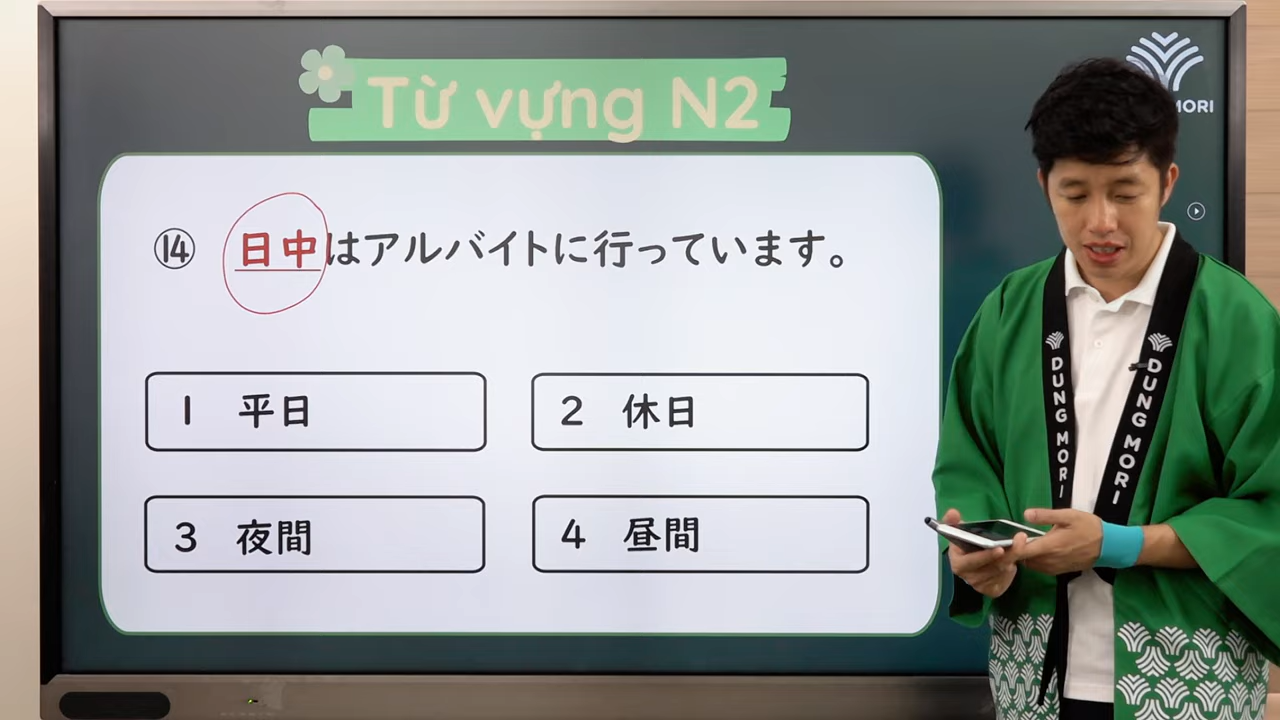 Từ vựng N2
MORI
⑭ 日中はアルバイトに行っています。
1 平日
2 休日
3 夜間
4 昼間
DUNG MORI
DUNG MORI